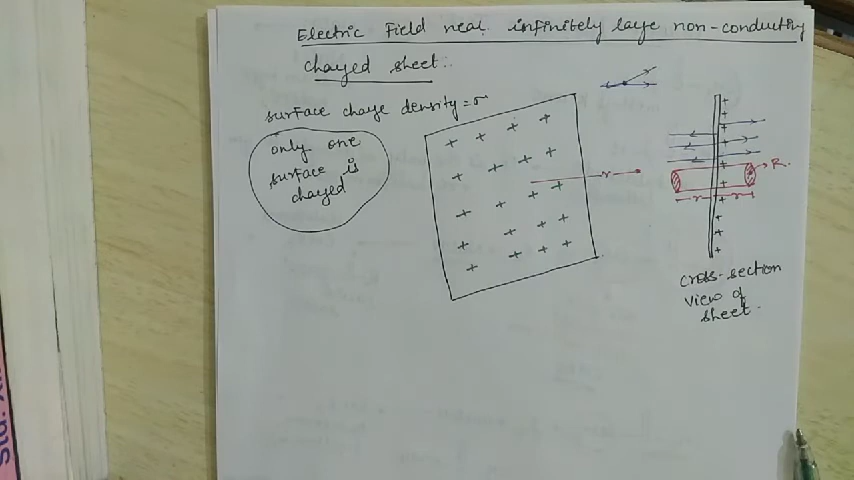 Electric Field near infinitely large non-conducting
charged sheet:
surface charge density = σ
only one
surface is
charged
r
R
r r
cross-section
view of
sheet.
Std. X